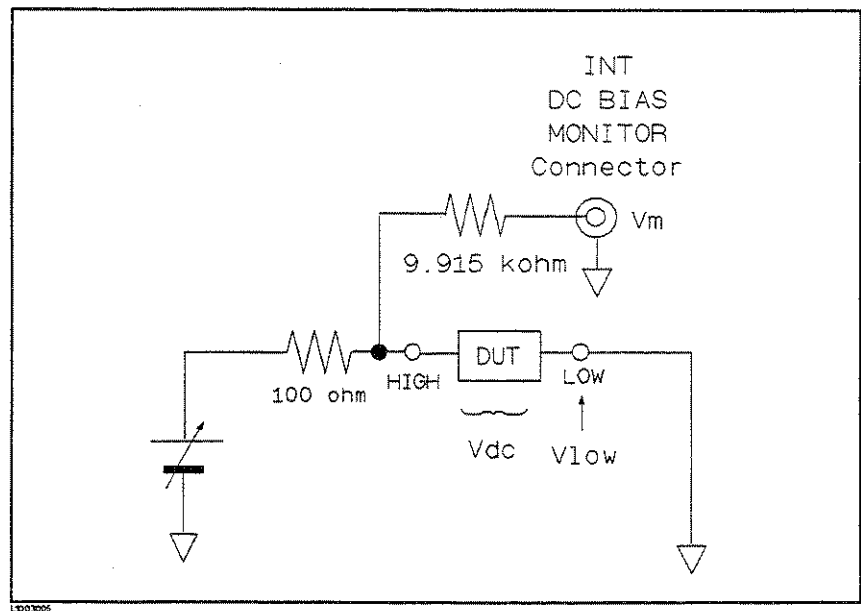 INT
DC BIAS
MONITOR
Connector
Vm
9.915 kohm
100 ohm
HIGH
DUT
LOW
Vdc
Vlow